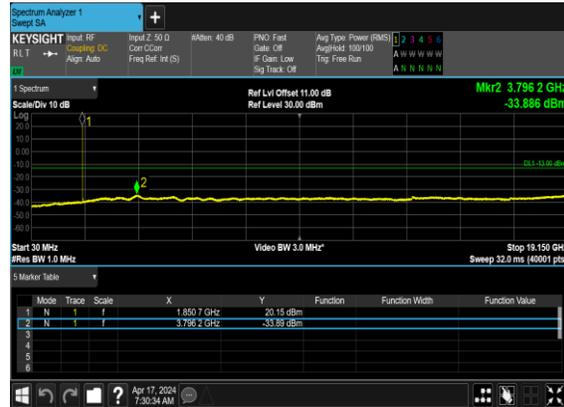 Spectrum Analyzer 1
Swept SA
+
KEYSIGHT Input: RF
Coupling: DC
Align: Auto
Input Z: 50 Ω
Corr CCorr
Freq Ref: Int (S)
#Atten: 40 dB
PNO: Fast
Gate: Off
IF Gain: Low
Sig Track: Off
Avg Type: Power (RMS)
Avg|Hold: 100/100
Trig: Free Run
1 2 3 4 5 6
A W W W W W
A N N N N N
R L T
1 Spectrum
Scale/Div 10 dB
Ref Lvl Offset 11.00 dB
Ref Level 30.00 dBm
Mkr2 3.796 2 GHz
-33.886 dBm
Log
20.0
10.0
0.00
-10.0
-20.0
-30.0
-40.0
-50.0
-60.0
1
2
DL1 -13.00 dBm
Start 30 MHz
#Res BW 1.0 MHz
Video BW 3.0 MHz*
Stop 19.150 GHz
Sweep 32.0 ms (40001 pts)
5 Marker Table
Mode Trace Scale X Y Function Function Width Function Value
1 N 1 f 1.850 7 GHz 20.15 dBm
2 N 1 f 3.796 2 GHz -33.89 dBm
3
4
5
6
?
Apr 17, 2024
7:30:34 AM